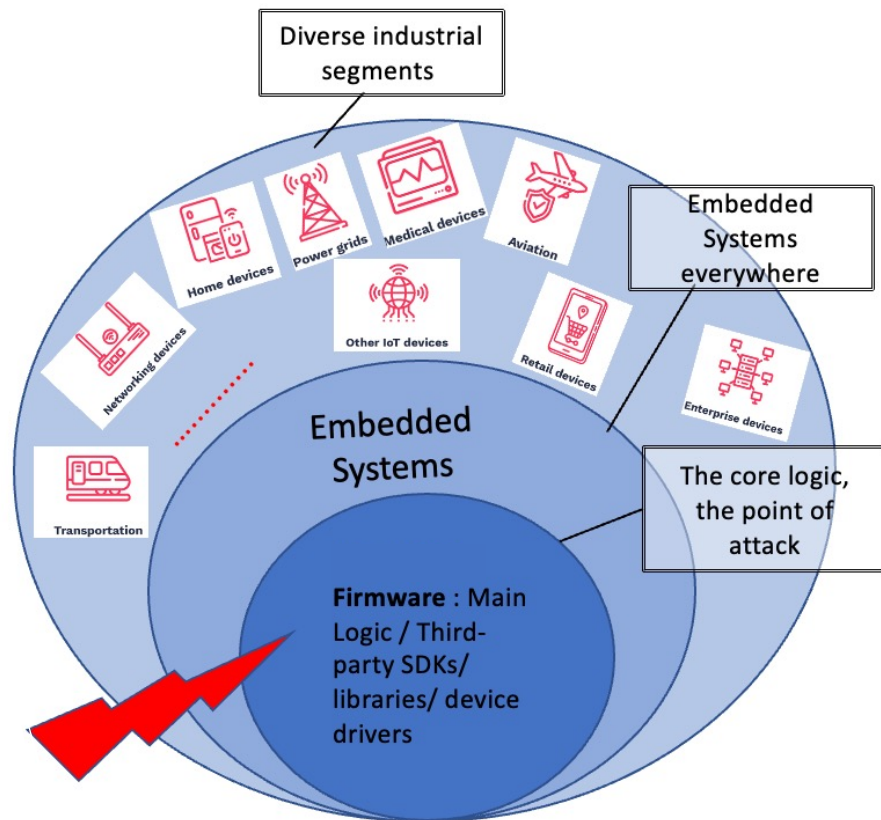 Diverse industrial
segments
Medical devices
Aviation
Power grids
Home devices
Embedded
Systems
everywhere
Other IoT devices
Networking devices
Retail devices
Enterprise devices
Embedded
Systems
The core logic,
the point of
attack
Transportation
Firmware : Main
Logic / Third-
party SDKs/
libraries/ device
drivers